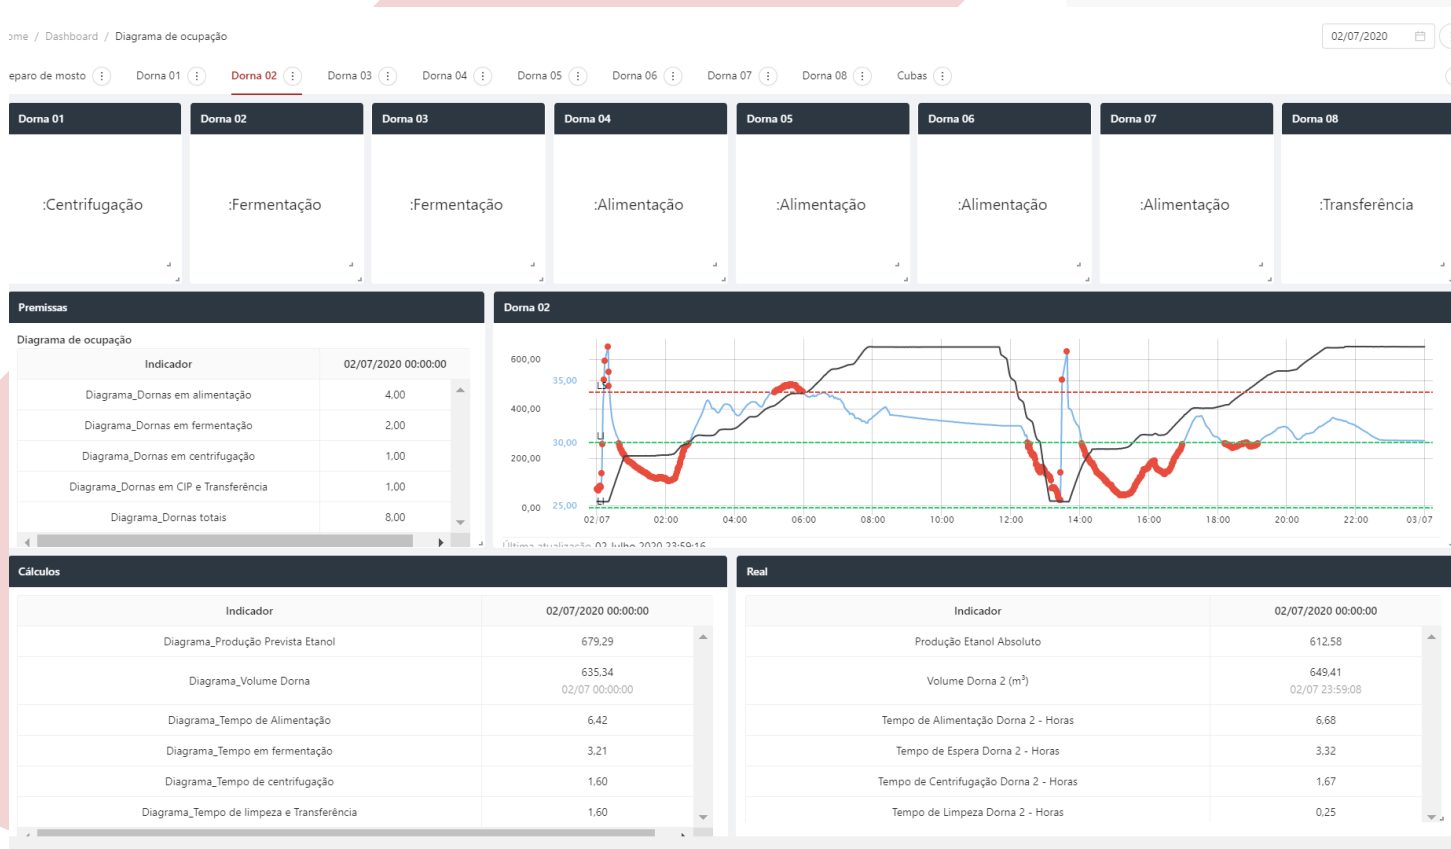 ome / Dashboard / Diagrama de ocupação
02/07/2020
eparo de mosto
Dorna 01
Dorna 02
Dorna 03
Dorna 04
Dorna 05
Dorna 06
Dorna 07
Dorna 08
Cubas
Dorna 01
Dorna 02
Dorna 03
Dorna 04
Dorna 05
Dorna 06
Dorna 07
Dorna 08
:Centrifugação
:Fermentação
:Fermentação
:Alimentação
:Alimentação
:Alimentação
:Alimentação
:Transferência
Premissas
Diagrama de ocupação
Indicador 02/07/2020 00:00:00
Diagrama_Dornas em alimentação 4,00
Diagrama_Dornas em fermentação 2,00
Diagrama_Dornas em centrifugação 1,00
Diagrama_Dornas em CIP e Transferência 1,00
Diagrama_Dornas totais 8,00
Dorna 02
600,00
35,00
LS
400,00
30,00
LI
200,00
0,00
25,00
LI
02/07 02:00 04:00 06:00 08:00 10:00 12:00 14:00 16:00 18:00 20:00 22:00 03/07
Última atualização 02 Julho 2020 23:59:16
Cálculos
Indicador 02/07/2020 00:00:00
Diagrama_Produção Prevista Etanol 679,29
Diagrama_Volume Dorna 635,34
02/07 00:00:00
Diagrama_Tempo de Alimentação 6,42
Diagrama_Tempo em fermentação 3,21
Diagrama_Tempo de centrifugação 1,60
Diagrama_Tempo de limpeza e Transferência 1,60
Real
Indicador 02/07/2020 00:00:00
Produção Etanol Absoluto 612,58
Volume Dorna 2 (m³) 649,41
02/07 23:59:08
Tempo de Alimentação Dorna 2 - Horas 6,68
Tempo de Espera Dorna 2 - Horas 3,32
Tempo de Centrifugação Dorna 2 - Horas 1,67
Tempo de Limpeza Dorna 2 - Horas 0,25